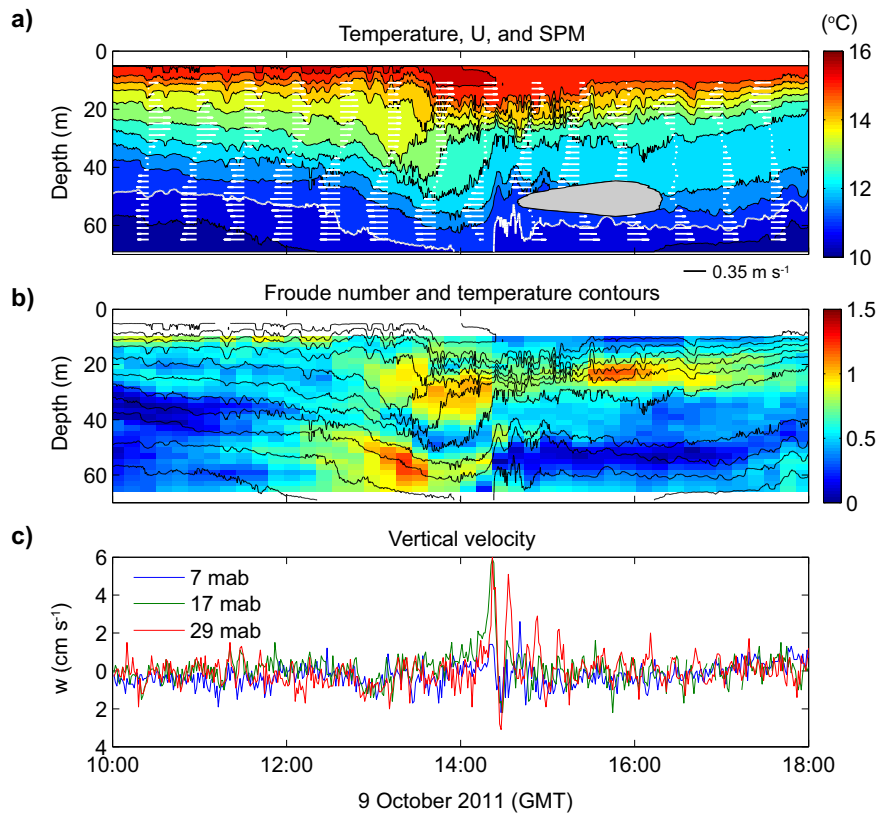 a)
Temperature, U, and SPM
(°C)
0
20
40
60
Depth (m)
16
14
12
10
0.35 m s⁻¹
b)
Froude number and temperature contours
0
20
40
60
Depth (m)
1.5
1
0.5
0
c)
Vertical velocity
6
4
2
0
2
4
w (cm s⁻¹)
7 mab
17 mab
29 mab
10:00 12:00 14:00 16:00 18:00
9 October 2011 (GMT)